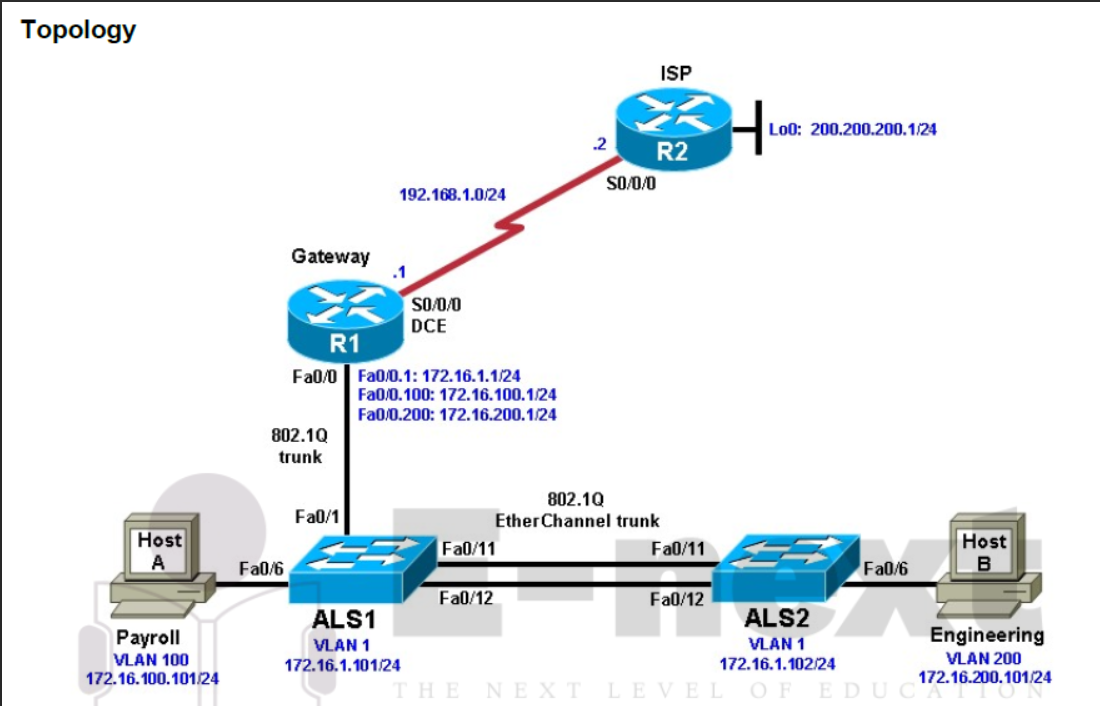 Topology
ISP
R2
Lo0: 200.200.200.1/24
.2
S0/0/0
192.168.1.0/24
Gateway
.1
S0/0/0
DCE
R1
Fa0/0
Fa0/0.1: 172.16.1.1/24
Fa0/0.100: 172.16.100.1/24
Fa0/0.200: 172.16.200.1/24
802.1Q
trunk
Fa0/1
802.1Q
EtherChannel trunk
Host
A
Fa0/6
Fa0/11
Fa0/11
Fa0/6
Host
B
Fa0/12
Fa0/12
ALS1
VLAN 1
172.16.1.101/24
ALS2
VLAN 1
172.16.1.102/24
Payroll
VLAN 100
172.16.100.101/24
Engineering
VLAN 200
172.16.200.101/24
E-next
THE NEXT LEVEL OF EDUCATION